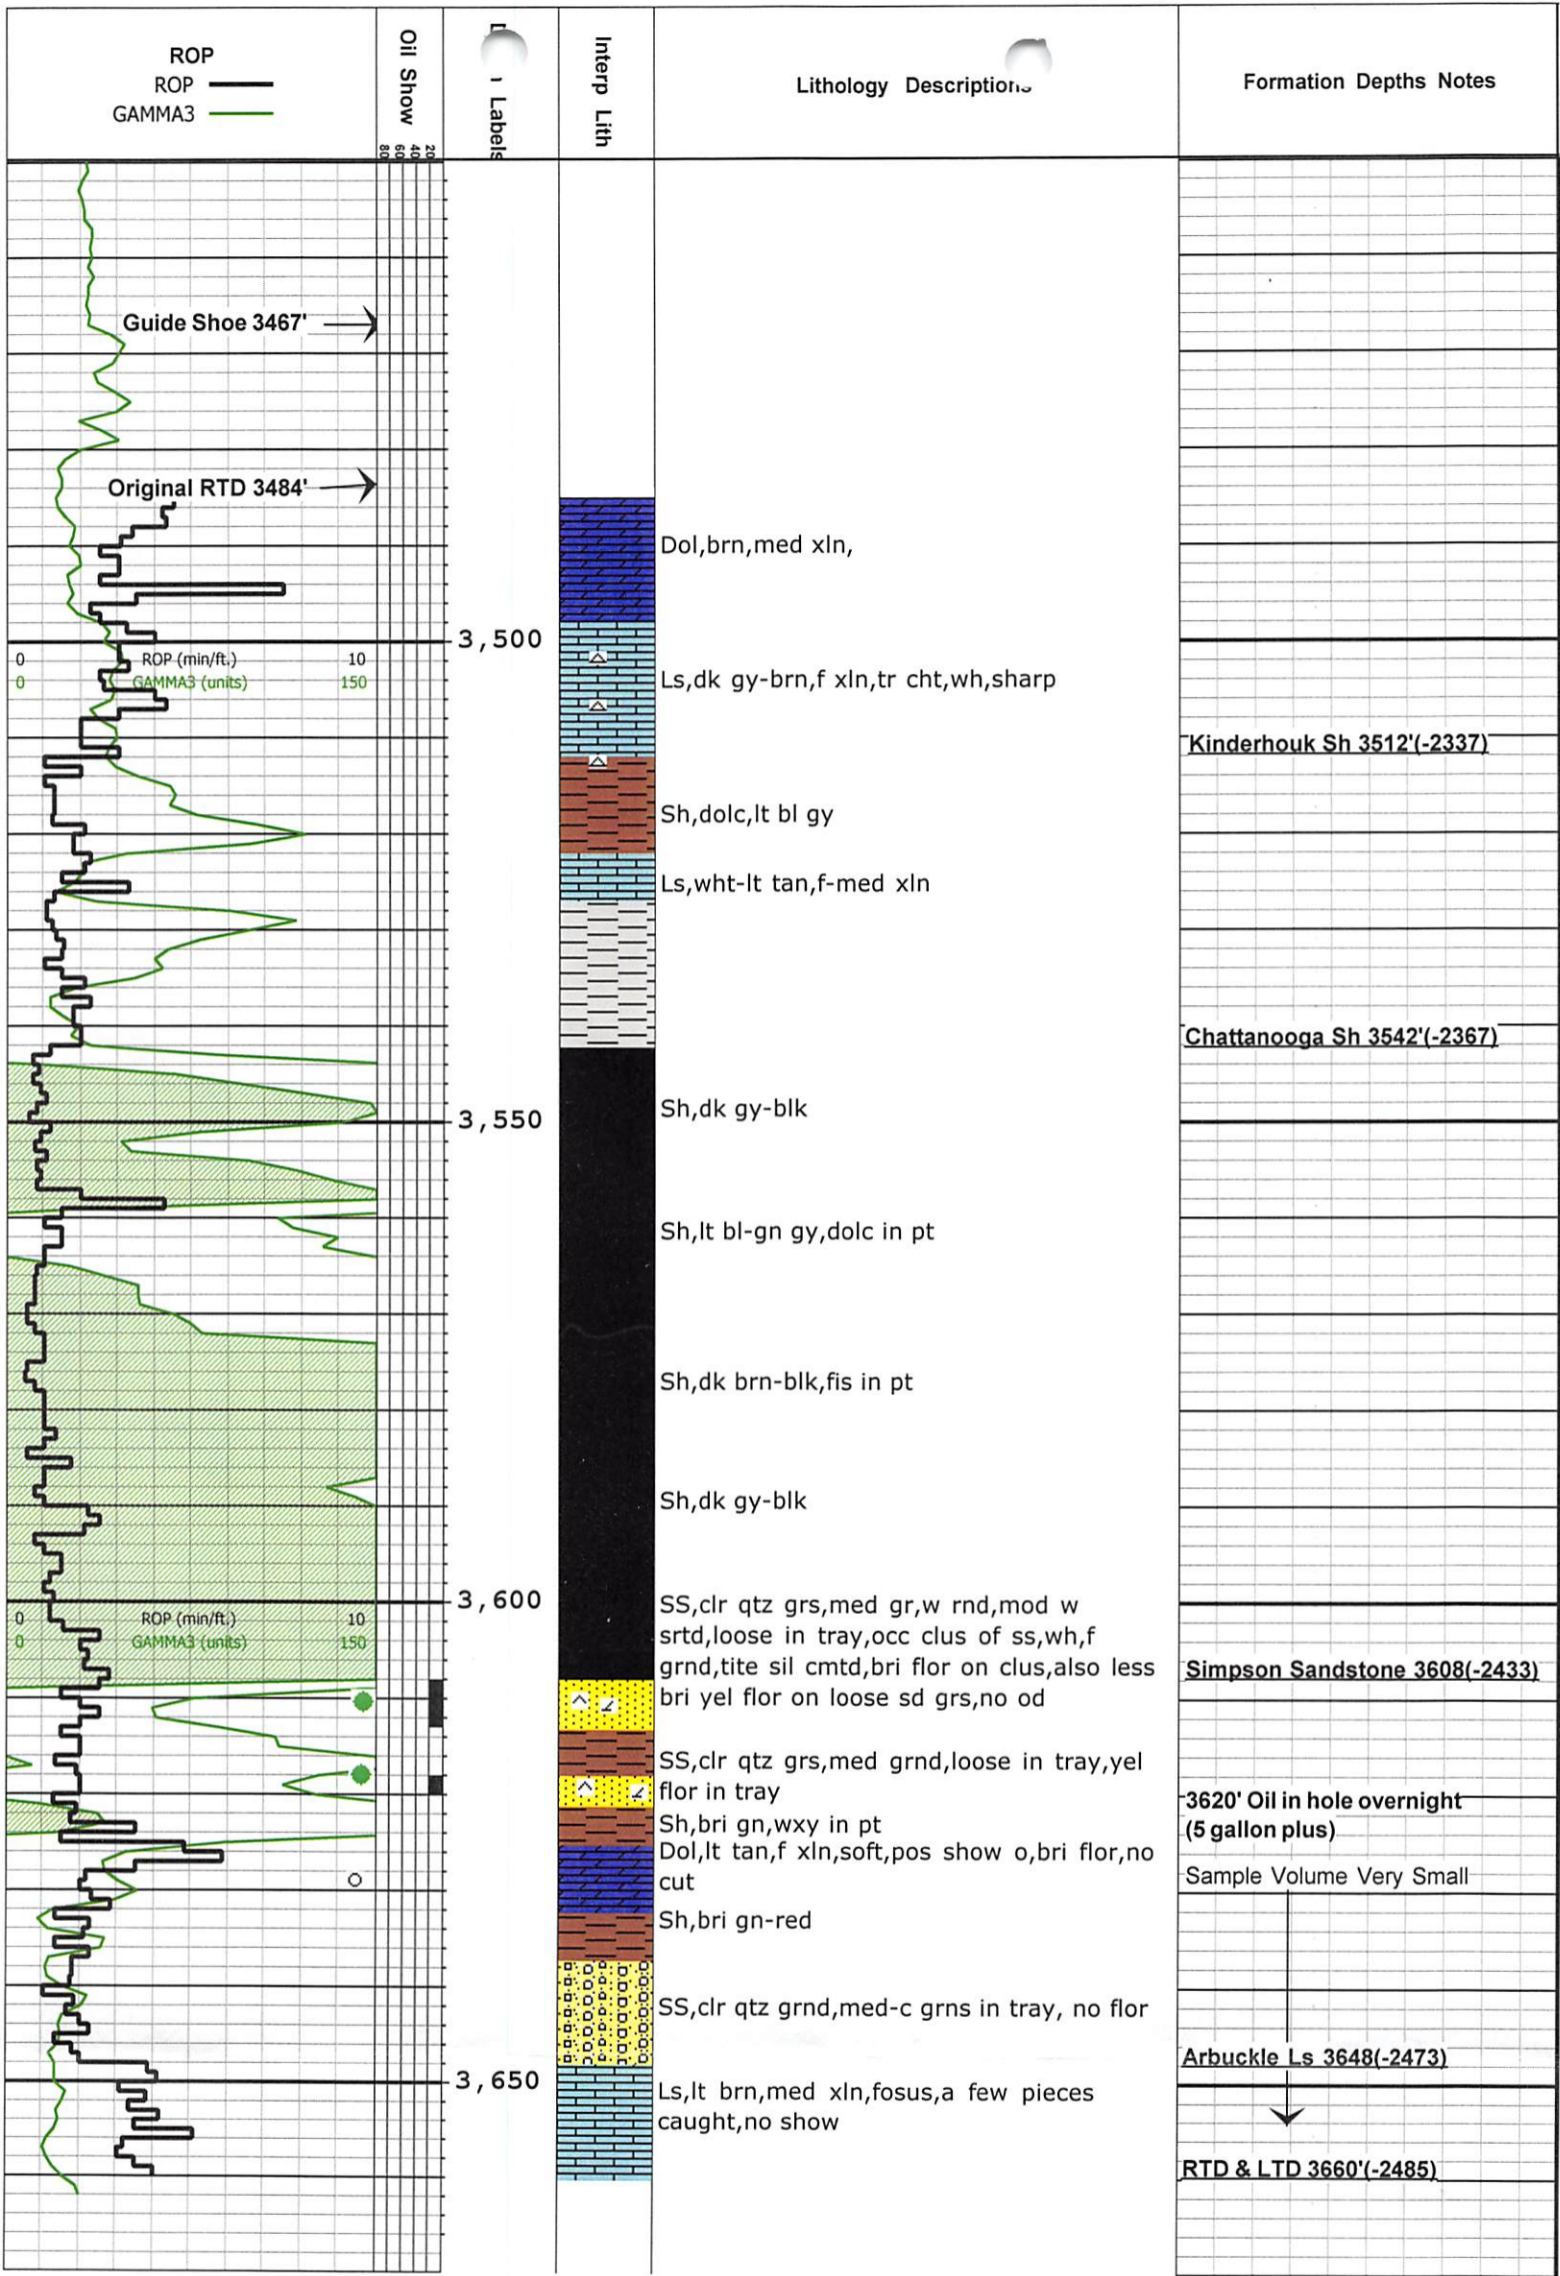 ROP
ROP
GAMMA3
Oil Show
20
40
60
80
Labels
Interp Lith
Lithology Descriptions
Formation Depths Notes
Guide Shoe 3467'
Original RTD 3484'
Dol,brn,med xln,
3,500
0 ROP (min/ft.) 10
0 GAMMA3 (units) 150
Ls,dk gy-brn,f xln,tr cht,wh,sharp
Kinderhouk Sh 3512'(-2337)
Sh,dolc,lt bl gy
Ls,wht-lt tan,f-med xln
Chattanooga Sh 3542'(-2367)
Sh,dk gy-blk
3,550
Sh,lt bl-gn gy,dolc in pt
Sh,dk brn-blk,fis in pt
Sh,dk gy-blk
3,600
0 ROP (min/ft.) 10
0 GAMMA3 (units) 150
SS,clr qtz grs,med gr,w rnd,mod w
srtd,loose in tray,occ clus of ss,wh,f
grnd,tite sil cmtd,bri flor on clus,also less
bri yel flor on loose sd grs,no od
Simpson Sandstone 3608(-2433)
SS,clr qtz grs,med grnd,loose in tray,yel
flor in tray
3620' Oil in hole overnight
(5 gallon plus)
Sh,bri gn,wxy in pt
Dol,lt tan,f xln,soft,pos show o,bri flor,no
cut
Sample Volume Very Small
Sh,bri gn-red
SS,clr qtz grnd,med-c grns in tray, no flor
Arbuckle Ls 3648(-2473)
3,650
Ls,lt brn,med xln,fosus,a few pieces
caught,no show
RTD & LTD 3660'(-2485)